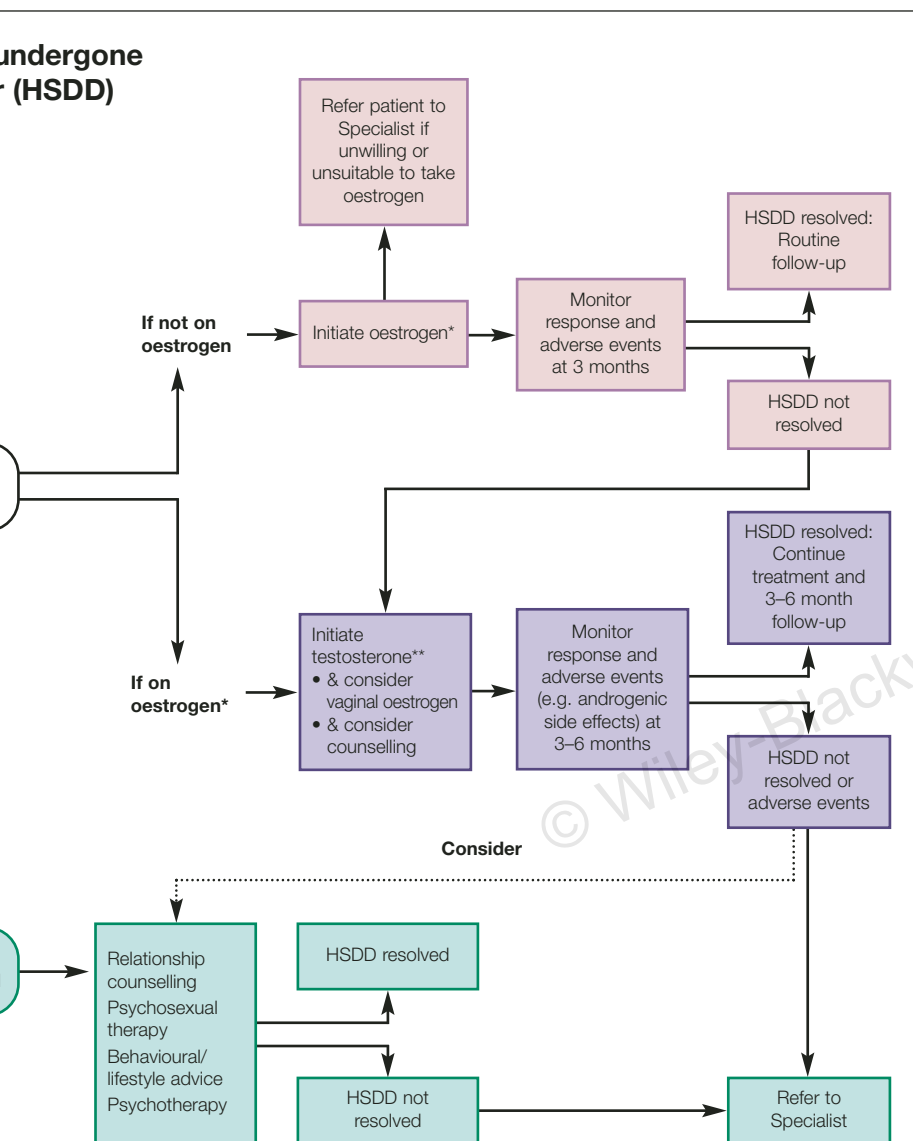 undergone
(HSDD)
Refer patient to
Specialist if
unwilling or
unsuitable to take
oestrogen
HSDD resolved:
Routine
follow-up
If not on
oestrogen
Initiate oestrogen*
Monitor
response and
adverse events
at 3 months
HSDD not
resolved
HSDD resolved:
Continue
treatment and
3–6 month
follow-up
If on
oestrogen*
Initiate
testosterone**
• & consider
vaginal oestrogen
• & consider
counselling
Monitor
response and
adverse events
(e.g. androgenic
side effects) at
3–6 months
HSDD not
resolved or
adverse events
© Wiley-Blackw
Consider
Relationship
counselling
Psychosexual
therapy
Behavioural/
lifestyle advice
Psychotherapy
HSDD resolved
HSDD not
resolved
Refer to
Specialist